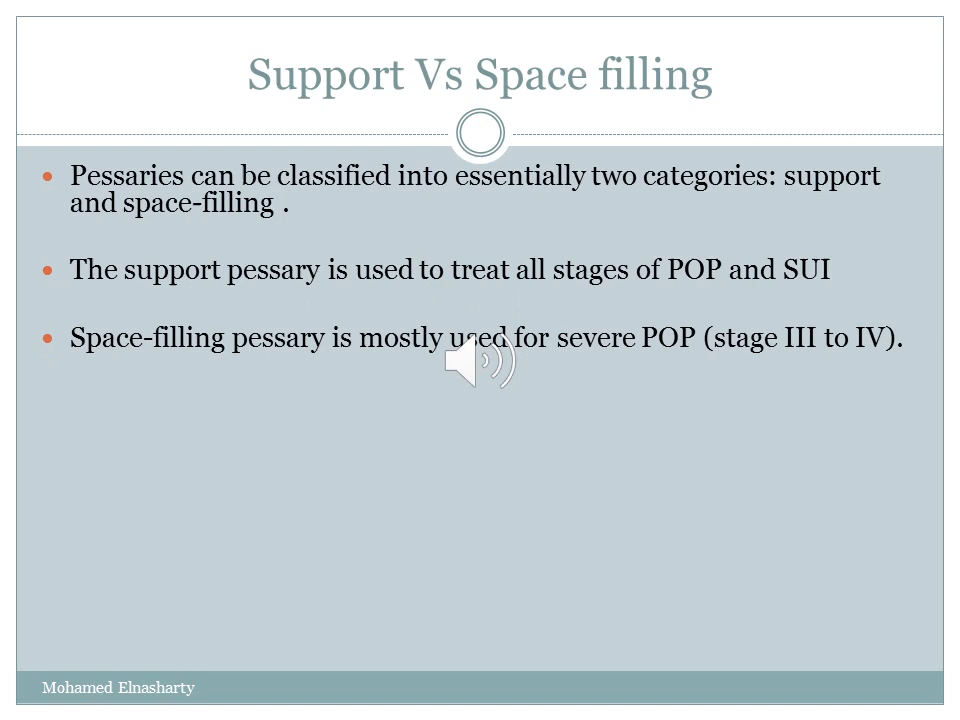 Support Vs Space filling
Pessaries can be classified into essentially two categories: support
and space-filling .
The support pessary is used to treat all stages of POP and SUI
Space-filling pessary is mostly used for severe POP (stage III to IV).
Mohamed Elnasharty